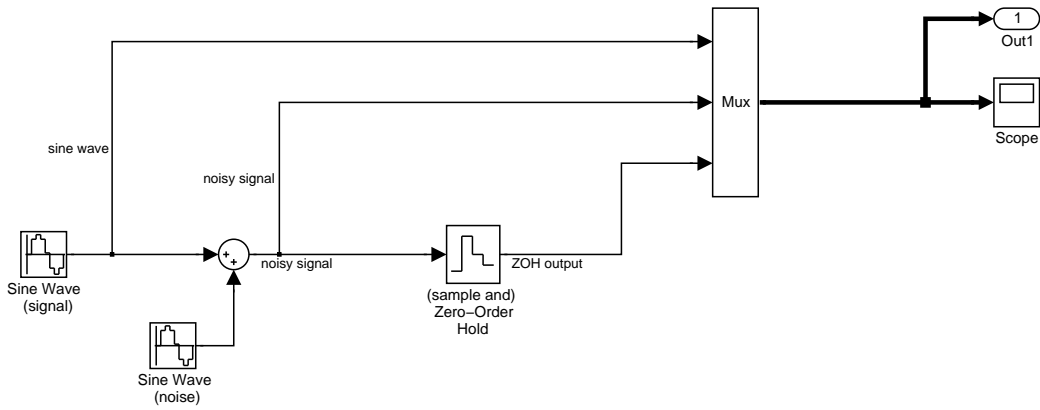 1
Out1
Mux
Scope
sine wave
noisy signal
+
+
noisy signal
ZOH output
Sine Wave
(signal)
(sample and)
Zero−Order
Hold
Sine Wave
(noise)